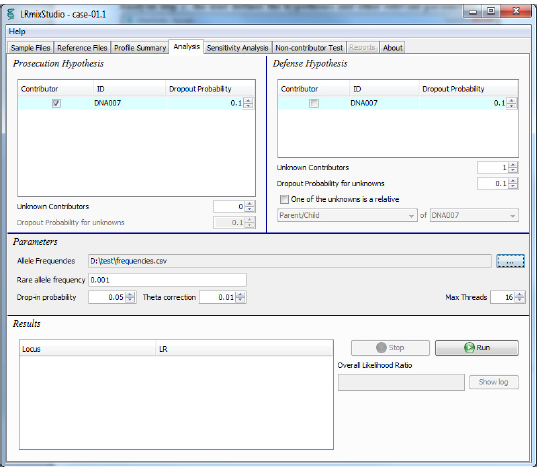 LRmixStudio - case-01.1
Help
Sample Files Reference Files Profile Summary Analysis Sensitivity Analysis Non-contributor Test Reports About
Prosecution Hypothesis
Contributor ID Dropout Probability
DNA007 0.1
Unknown Contributors 0
Dropout Probability for unknowns 0.1
Defense Hypothesis
Contributor ID Dropout Probability
DNA007 0.1
Unknown Contributors 1
Dropout Probability for unknowns 0.1
One of the unknowns is a relative
Parent/Child of DNA007
Parameters
Allele Frequencies D:\test\frequencies.csv ...
Rare allele frequency 0.001
Drop-in probability 0.05 Theta correction 0.01 Max Threads 16
Results
Locus LR
Stop Run
Overall Likelihood Ratio
Show log